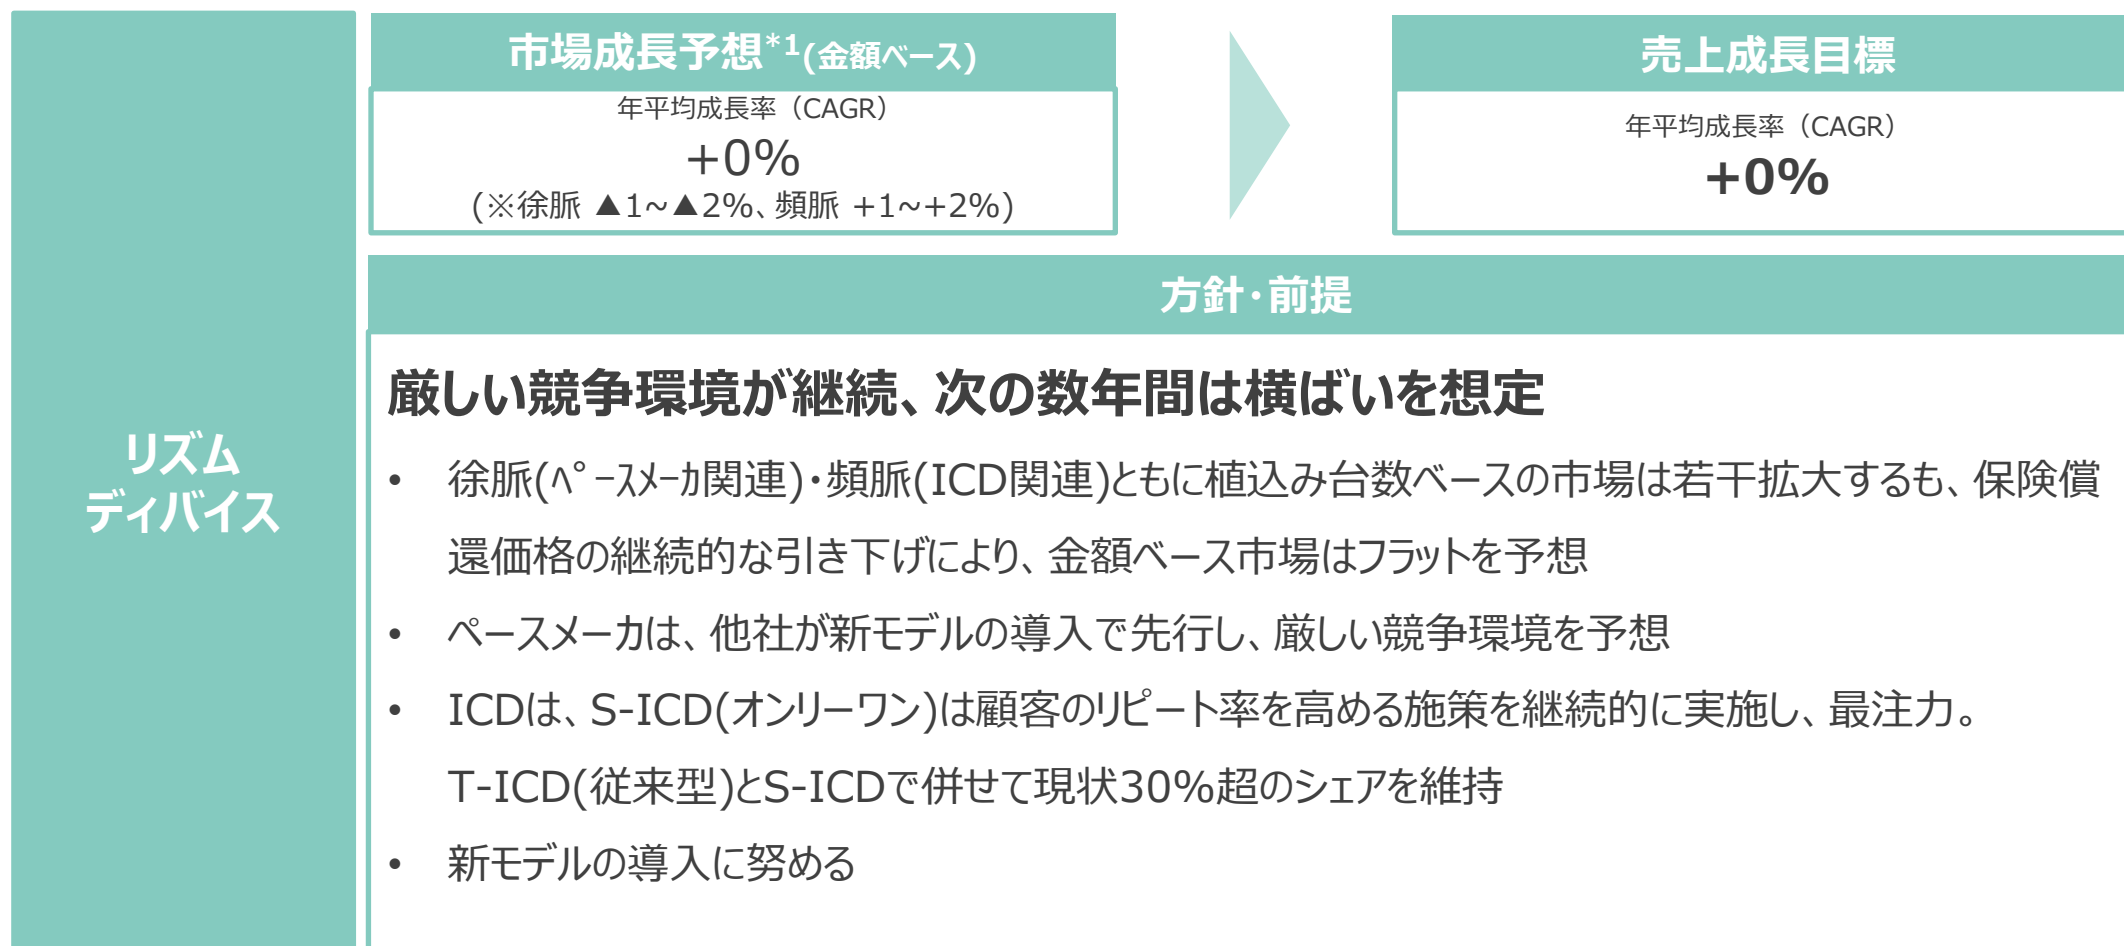 リズム
ディバイス
市場成長予想*1(金額ベース)
年平均成長率（CAGR）
+0%
(※徐脈 ▲1~▲2%、頻脈 +1~+2%)
売上成長目標
年平均成長率（CAGR）
+0%
方針・前提
厳しい競争環境が継続、次の数年間は横ばいを想定
• 徐脈(ﾍﾟｰｽﾒｰｶ関連)・頻脈(ICD関連)ともに植込み台数ベースの市場は若干拡大するも、保険償
還価格の継続的な引き下げにより、金額ベース市場はフラットを予想
• ペースメーカは、他社が新モデルの導入で先行し、厳しい競争環境を予想
• ICDは、S-ICD(オンリーワン)は顧客のリピート率を高める施策を継続的に実施し、最注力。
T-ICD(従来型)とS-ICDで併せて現状30%超のシェアを維持
• 新モデルの導入に努める